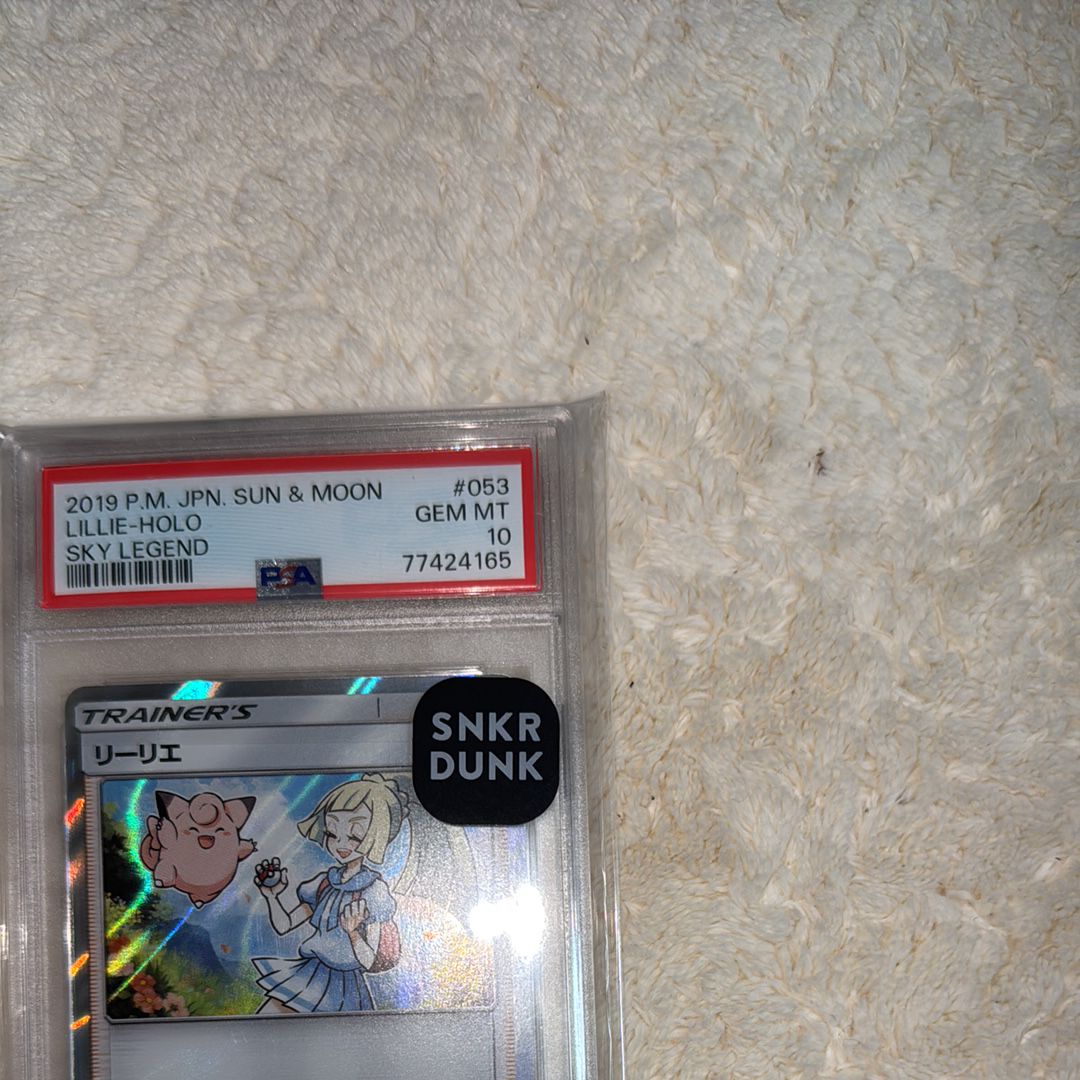 2019 P.M. JPN. SUN & MOON #053
LILLIE-HOLO GEM MT
SKY LEGEND 10
77424165
PSA
TRAINER'S
リーリエ
SNKR
DUNK